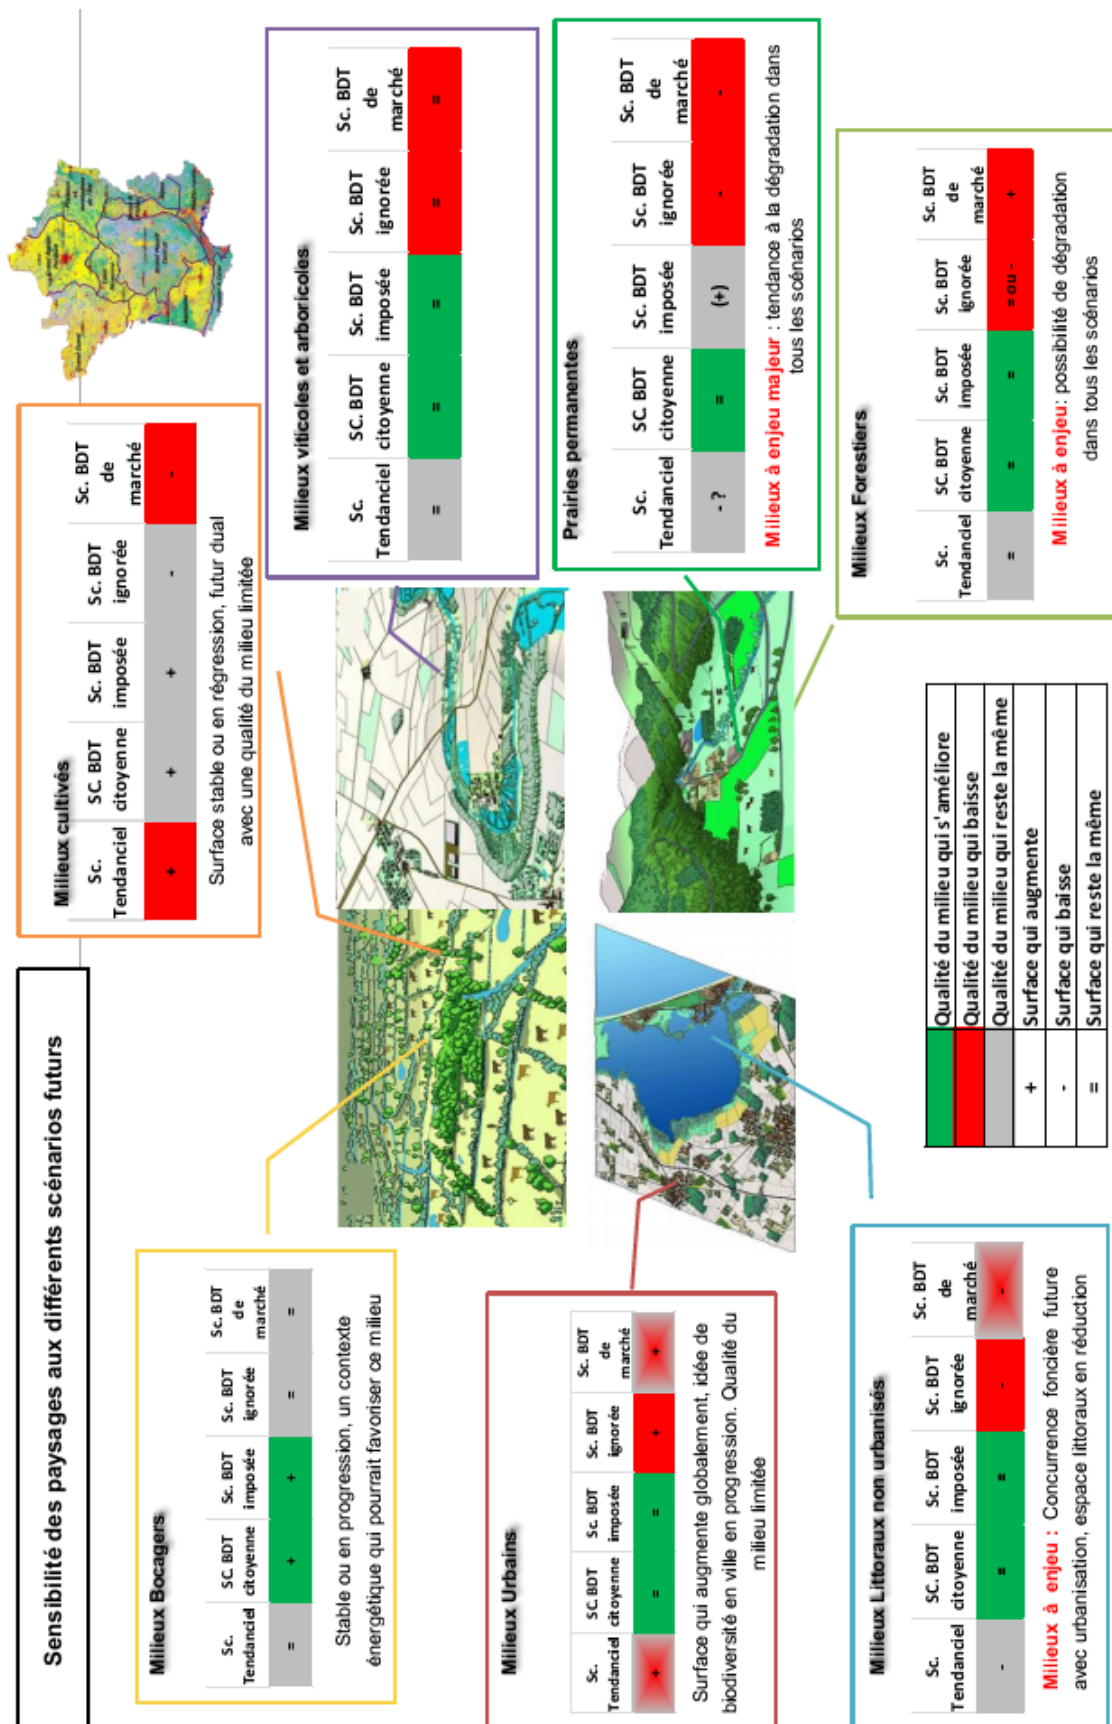 Sensibilité des paysages aux différents scénarios futurs
Milieux Bocagers
Sc. Tendanciel
SC. BDT citoyenne
Sc. BDT imposée
Sc. BDT ignorée
Sc. BDT de marché
=
+
+
=
=
Stable ou en progression, un contexte
énergétique qui pourrait favoriser ce milieu
Milieux cultivés
Sc. Tendanciel
SC. BDT citoyenne
Sc. BDT imposée
Sc. BDT ignorée
Sc. BDT de marché
+
+
+
-
-
Surface stable ou en régression, futur dual
avec une qualité du milieu limitée
Milieux viticoles et arboricoles
Sc. Tendanciel
SC. BDT citoyenne
Sc. BDT imposée
Sc. BDT ignorée
Sc. BDT de marché
=
=
=
=
=
Milieux Urbains
Sc. Tendanciel
SC. BDT citoyenne
Sc. BDT imposée
Sc. BDT ignorée
Sc. BDT de marché
+
=
=
+
+
Surface qui augmente globalement, idée de
biodiversité en ville en progression. Qualité du
milieu limitée
Prairies permanentes
Sc. Tendanciel
SC. BDT citoyenne
Sc. BDT imposée
Sc. BDT ignorée
Sc. BDT de marché
- ?
=
(+)
-
-
Milieux à enjeu majeur : tendance à la dégradation dans
tous les scénarios
Milieux Littoraux non urbanisés
Sc. Tendanciel
SC. BDT citoyenne
Sc. BDT imposée
Sc. BDT ignorée
Sc. BDT de marché
-
=
=
-
-
Milieux à enjeu : Concurrence foncière future
avec urbanisation, espace littoraux en réduction
Milieux Forestiers
Sc. Tendanciel
SC. BDT citoyenne
Sc. BDT imposée
Sc. BDT ignorée
Sc. BDT de marché
=
=
=
= ou -
+
Milieux à enjeu: possibilité de dégradation
dans tous les scénarios
Qualité du milieu qui s'améliore
Qualité du milieu qui baisse
Qualité du milieu qui reste la même
+ Surface qui augmente
- Surface qui baisse
= Surface qui reste la même